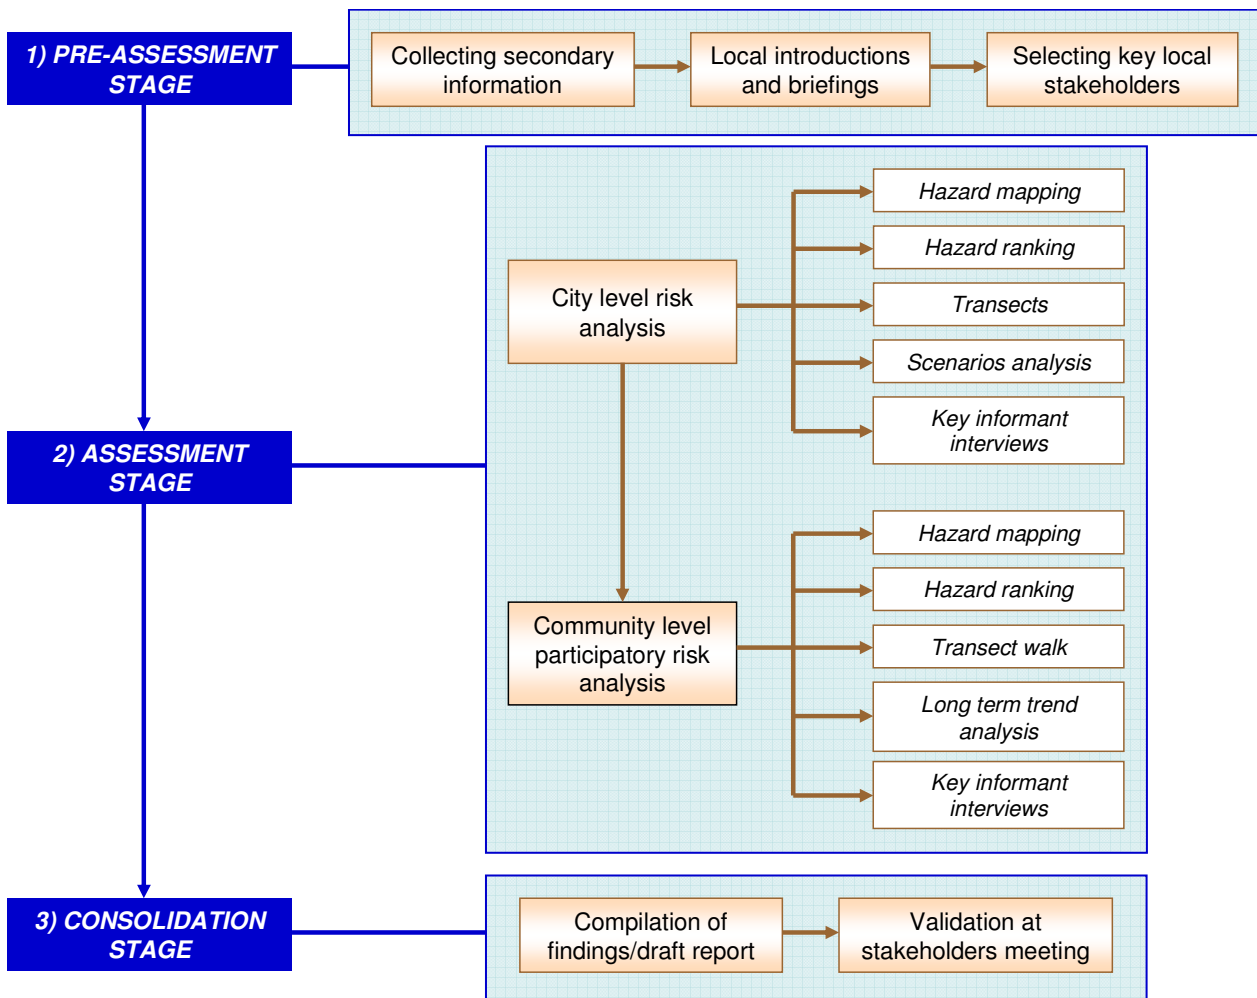 1) PRE-ASSESSMENT
STAGE
Collecting secondary
information
Local introductions
and briefings
Selecting key local
stakeholders
2) ASSESSMENT
STAGE
City level risk
analysis
Hazard mapping
Hazard ranking
Transects
Scenarios analysis
Key informant
interviews
Community level
participatory risk
analysis
Hazard mapping
Hazard ranking
Transect walk
Long term trend
analysis
Key informant
interviews
3) CONSOLIDATION
STAGE
Compilation of
findings/draft report
Validation at
stakeholders meeting